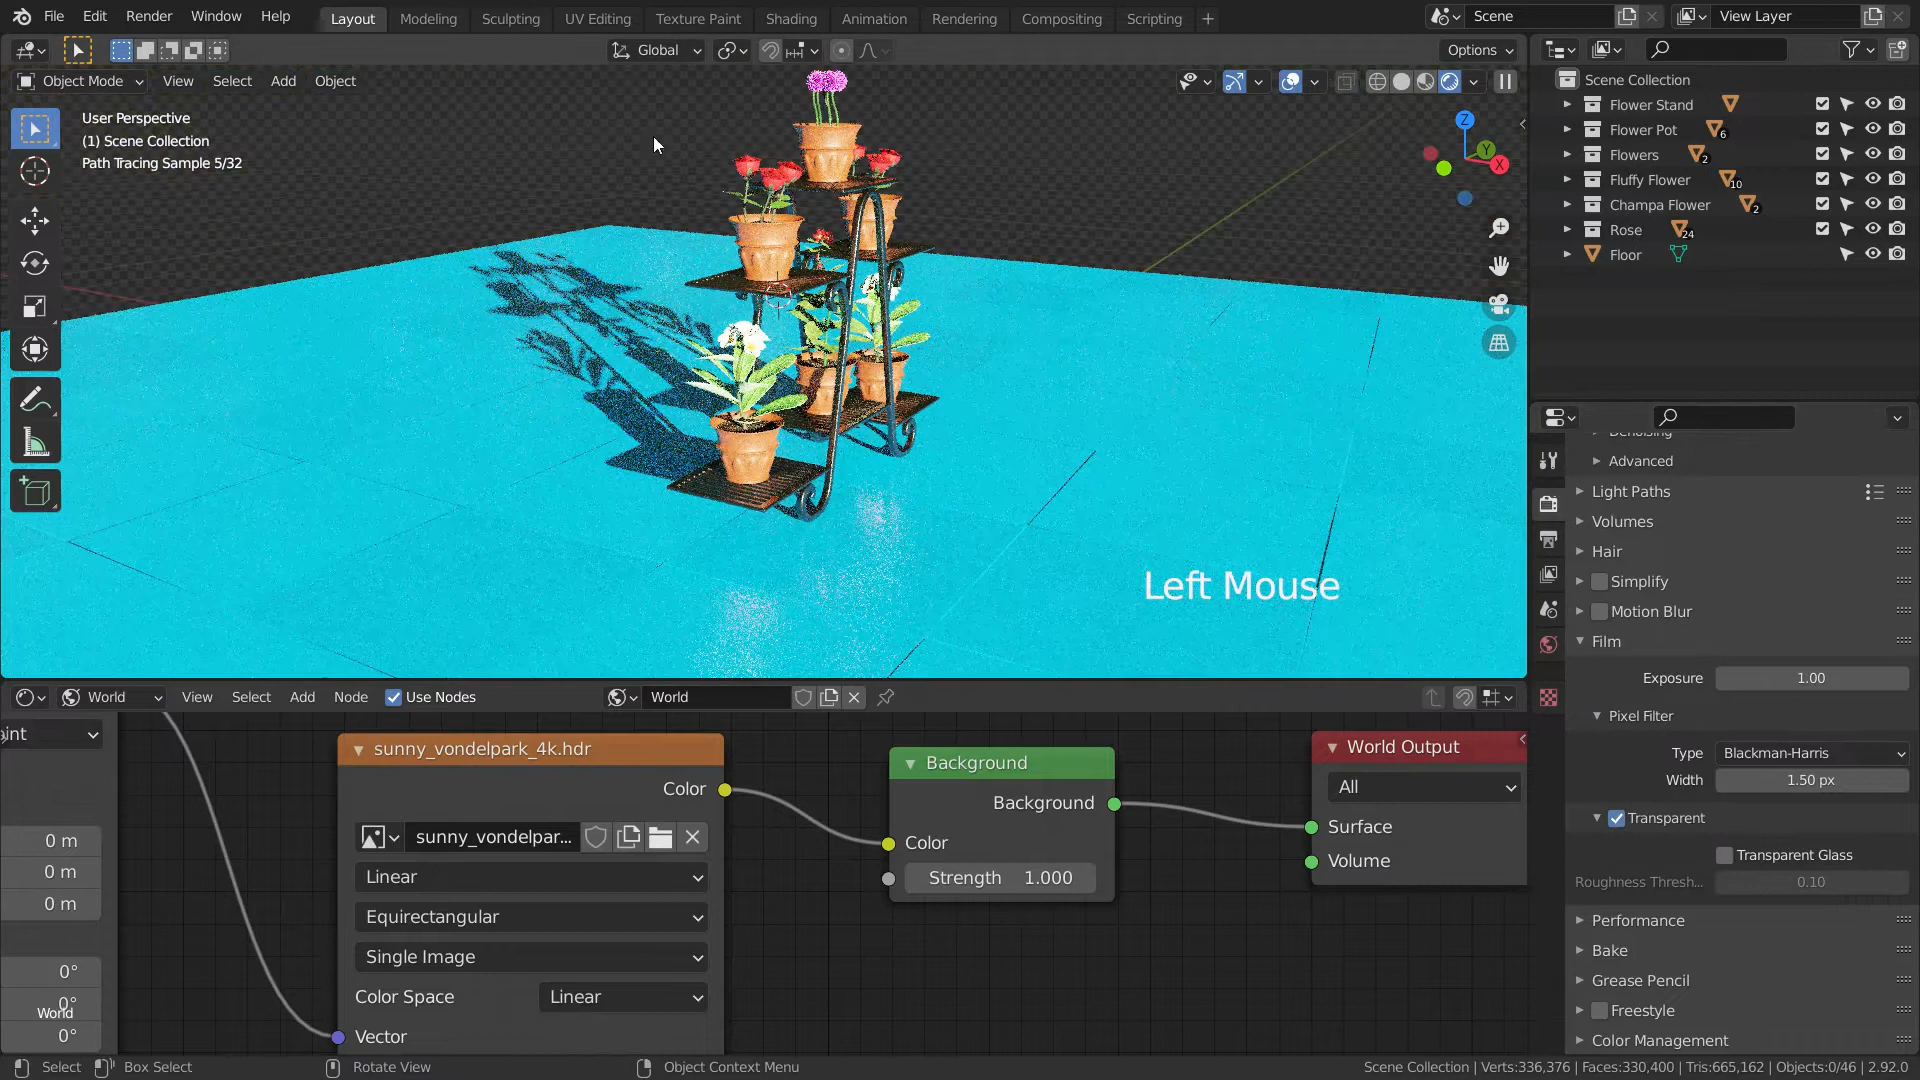 File Edit Render Window Help Layout Modeling Sculpting UV Editing Texture Paint Shading Animation Rendering Compositing Scripting + Scene View Layer
Global Options
Object Mode View Select Add Object
User Perspective
(1) Scene Collection
Path Tracing Sample 5/32
Z
Y
X
Left Mouse
Scene Collection
Flower Stand
Flower Pot 6
Flowers 2
Fluffy Flower 10
Champa Flower 2
Rose 24
Floor
Advanced
Light Paths
Volumes
Hair
Simplify
Motion Blur
Film
Exposure 1.00
Pixel Filter
Type Blackman-Harris
Width 1.50 px
Transparent
Transparent Glass
Roughness Thresh... 0.10
Performance
Bake
Grease Pencil
Freestyle
Color Management
World View Select Add Node Use Nodes World
int
0 m
0 m
0 m
0°
0°
World
0°
sunny_vondelpark_4k.hdr
Color
sunny_vondelpar...
Linear
Equirectangular
Single Image
Color Space Linear
Vector
Background
Background
Color
Strength 1.000
World Output
All
Surface
Volume
Select Box Select Rotate View Object Context Menu Scene Collection | Verts:336,376 | Faces:330,400 | Tris:665,162 | Objects:0/46 | 2.92.0